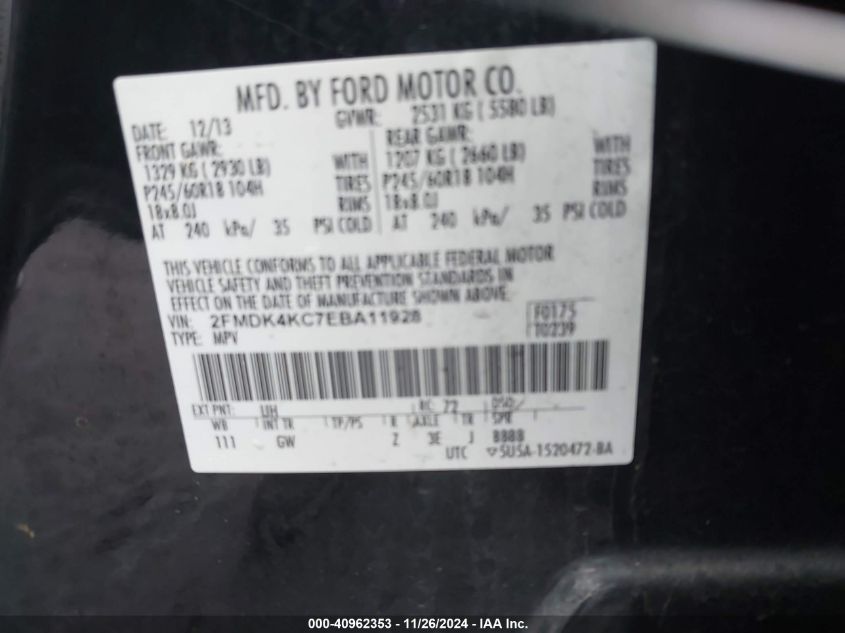 MFD. BY FORD MOTOR CO.
DATE: 12/13 GVWR: 2531 KG ( 5580 LB)
FRONT GAWR: REAR GAWR:
1329 KG ( 2930 LB) WITH 1207 KG ( 2660 LB) WITH
P245/60R18 104H TIRES P245/60R18 104H TIRES
18x8.0J RIMS 18x8.0J RIMS
AT 240 kPa/ 35 PSI COLD AT 240 kPa/ 35 PSI COLD
THIS VEHICLE CONFORMS TO ALL APPLICABLE FEDERAL MOTOR
VEHICLE SAFETY AND THEFT PREVENTION STANDARDS IN
EFFECT ON THE DATE OF MANUFACTURE SHOWN ABOVE.
VIN: 2FMDK4KC7EBA11928 F0175
TYPE: MPV T0239
EXT PNT: UH RC: 72 DSO:
WB INT TR TP/PS R AXLE TR SPR
111 GW Z 3E J BBBB
UTC ▽5U5A-1520472-BA
000-40962353 - 11/26/2024 - IAA Inc.